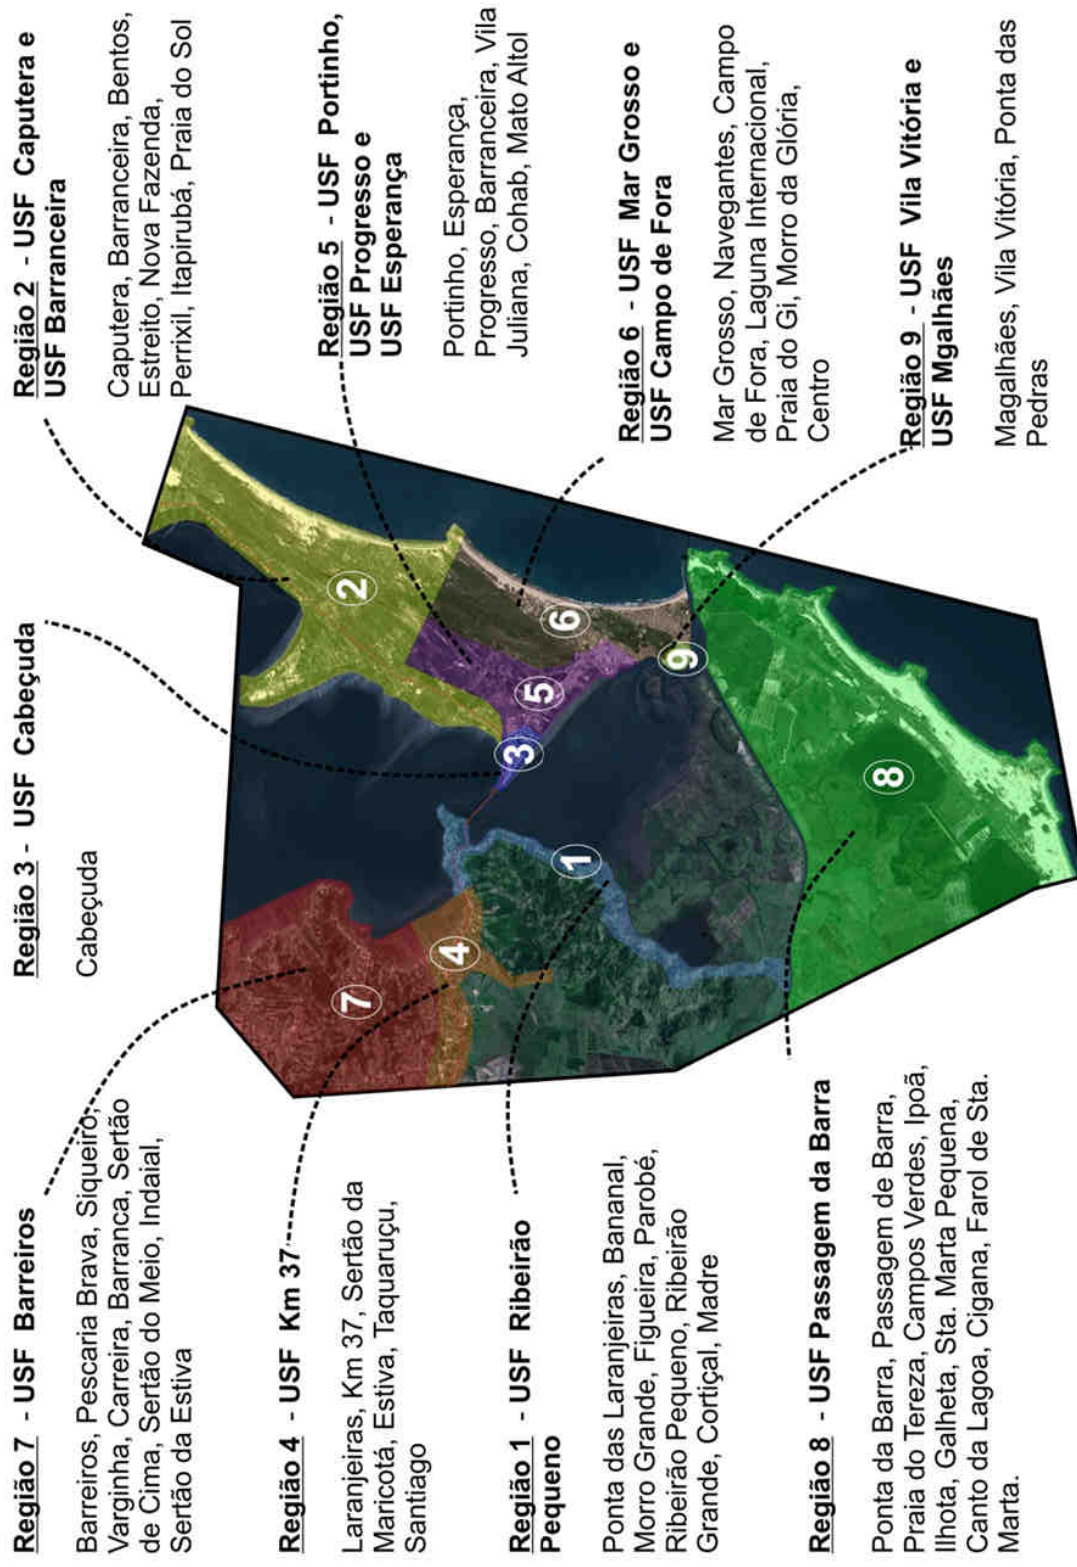 Região 7 - USF Barreiros
Barreiros, Pescaria Brava, Siqueiro,
Varginha, Carreira, Barranca, Sertão
de Cima, Sertão do Meio, Indaial,
Sertão da Estiva
Região 4 - USF Km 37
Laranjeiras, Km 37, Sertão da
Maricotá, Estiva, Taquaruçu,
Santiago
Região 1 - USF Ribeirão
Pequeno
Ponta das Laranjeiras, Bananal,
Morro Grande, Figueira, Parobé,
Ribeirão Pequeno, Ribeirão
Grande, Cortiçal, Madre
Região 8 - USF Passagem da Barra
Ponta da Barra, Passagem de Barra,
Praia do Tereza, Campos Verdes, Ipoã,
Ilhota, Galheta, Sta. Marta Pequena,
Canto da Lagoa, Cigana, Farol de Sta.
Marta.
Região 3 - USF Cabeçuda
Cabeçuda
7
4
1
3
2
5
6
9
8
Região 2 - USF Caputera e
USF Barranceira
Caputera, Barranceira, Bentos,
Estreito, Nova Fazenda,
Perrixil, Itapirubá, Praia do Sol
Região 5 - USF Portinho,
USF Progresso e
USF Esperança
Portinho, Esperança,
Progresso, Barranceira, Vila
Juliana, Cohab, Mato Altol
Região 6 - USF Mar Grosso e
USF Campo de Fora
Mar Grosso, Navegantes, Campo
de Fora, Laguna Internacional,
Praia do Gi, Morro da Glória,
Centro
Região 9 - USF Vila Vitória e
USF Mgalhães
Magalhães, Vila Vitória, Ponta das
Pedras